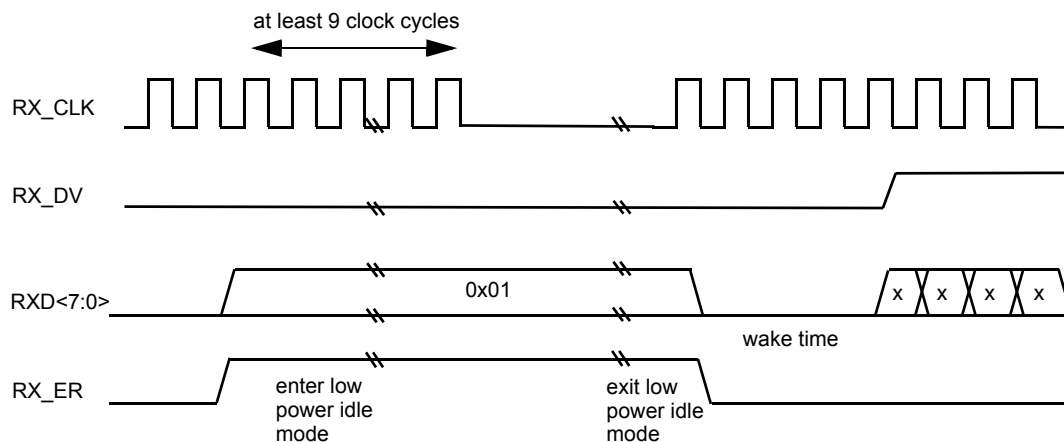 at least 9 clock cycles
RX_CLK
RX_DV
RXD<7:0>
0x01
x x x x
wake time
RX_ER
enter low
power idle
mode
exit low
power idle
mode